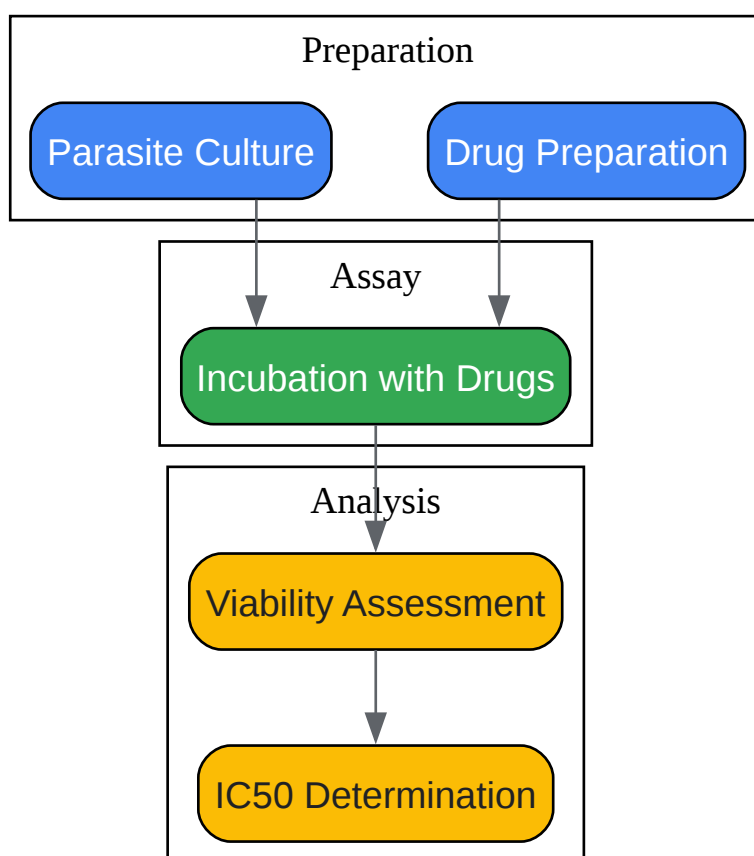 Preparation
Parasite Culture
Drug Preparation
Assay
Incubation with Drugs
Analysis
Viability Assessment
IC50 Determination